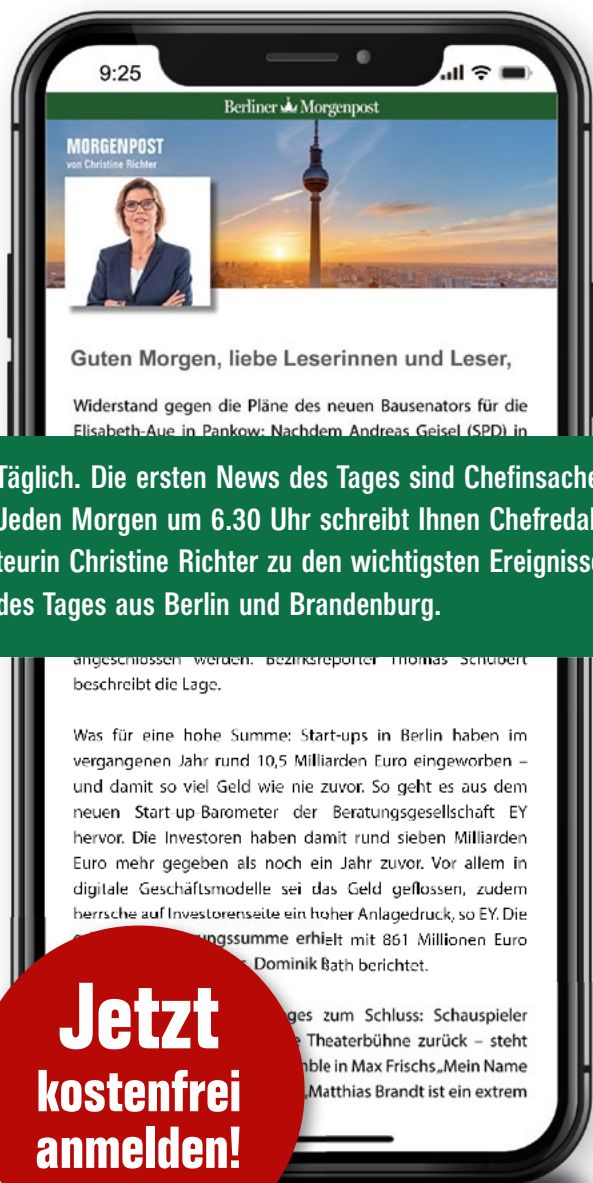 9:25
Berliner Morgenpost
MORGENPOST
von Christine Richter
Guten Morgen, liebe Leserinnen und Leser,
Widerstand gegen die Pläne des neuen Bausenators für die
Elisabeth-Aue in Pankow: Nachdem Andreas Geisel (SPD) in
Täglich. Die ersten News des Tages sind Chefinsache
Jeden Morgen um 6.30 Uhr schreibt Ihnen Chefredak
teurin Christine Richter zu den wichtigsten Ereignisse
des Tages aus Berlin und Brandenburg.
angeschlossen werden. Bezirksreporter Thomas Schubert
beschreibt die Lage.
Was für eine hohe Summe: Start-ups in Berlin haben im
vergangenen Jahr rund 10,5 Milliarden Euro eingeworben –
und damit so viel Geld wie nie zuvor. So geht es aus dem
neuen Start-up-Barometer der Beratungsgesellschaft EY
hervor. Die Investoren haben damit rund sieben Milliarden
Euro mehr gegeben als noch ein Jahr zuvor. Vor allem in
digitale Geschäftsmodelle sei das Geld geflossen, zudem
herrsche auf Investorenseite ein hoher Anlagedruck, so EY. Die
ngssumme erhielt mit 861 Millionen Euro
Dominik Bath berichtet.
ges zum Schluss: Schauspieler
Theaterbühne zurück – steht
ble in Max Frischs „Mein Name
„Matthias Brandt ist ein extrem
Jetzt
kostenfrei
anmelden!